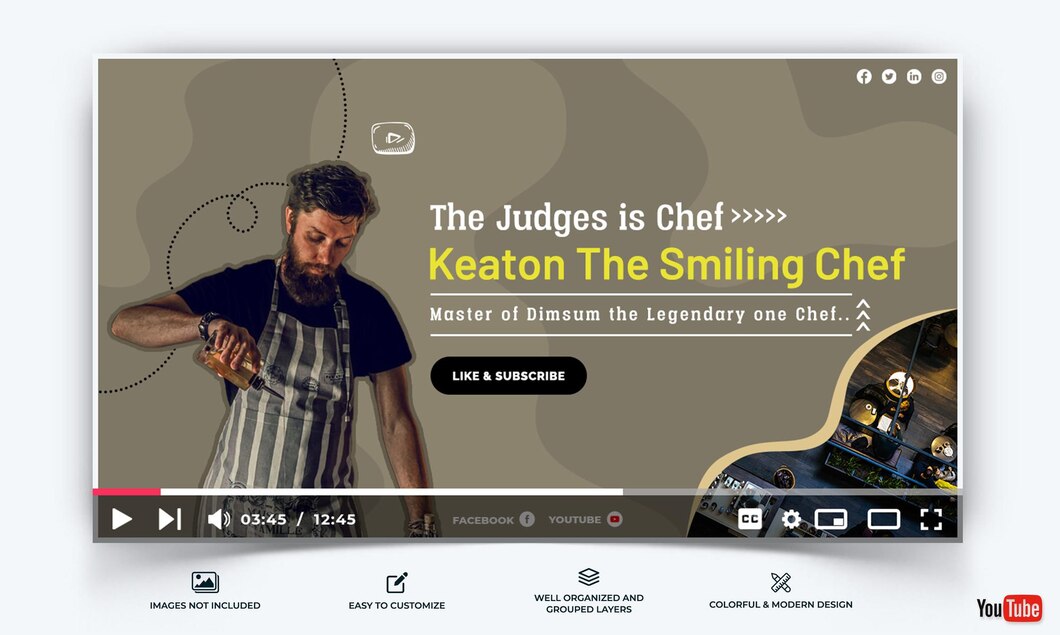 The Judges is Chef >>>>>
Keaton The Smiling Chef
Master of Dimsum the Legendary one Chef..
LIKE & SUBSCRIBE
03:45 / 12:45
FACEBOOK
YOUTUBE
CC
IMAGES NOT INCLUDED
EASY TO CUSTOMIZE
WELL ORGANIZED AND
GROUPED LAYERS
COLORFUL & MODERN DESIGN
YouTube